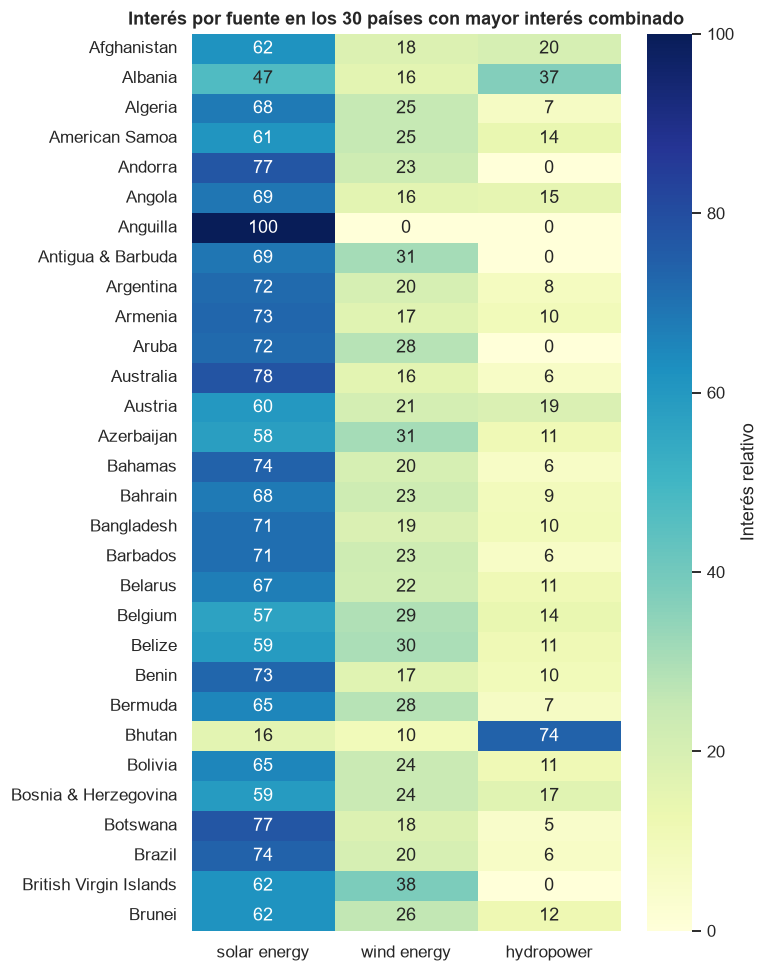 Interés por fuente en los 30 países con mayor interés combinado
Afghanistan 62 18 20
Albania 47 16 37
Algeria 68 25 7
American Samoa 61 25 14
Andorra 77 23 0
Angola 69 16 15
Anguilla 100 0 0
Antigua & Barbuda 69 31 0
Argentina 72 20 8
Armenia 73 17 10
Aruba 72 28 0
Australia 78 16 6
Austria 60 21 19
Azerbaijan 58 31 11
Bahamas 74 20 6
Bahrain 68 23 9
Bangladesh 71 19 10
Barbados 71 23 6
Belarus 67 22 11
Belgium 57 29 14
Belize 59 30 11
Benin 73 17 10
Bermuda 65 28 7
Bhutan 16 10 74
Bolivia 65 24 11
Bosnia & Herzegovina 59 24 17
Botswana 77 18 5
Brazil 74 20 6
British Virgin Islands 62 38 0
Brunei 62 26 12
solar energy wind energy hydropower
100
80
60
40
20
0
Interés relativo